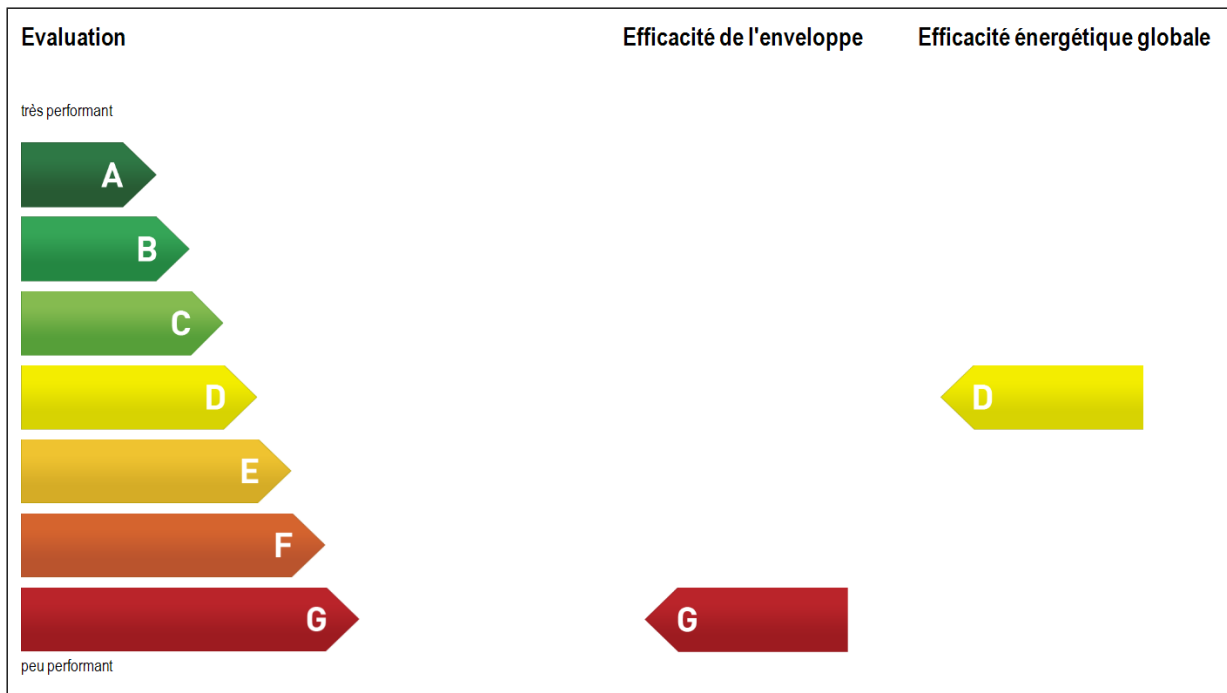 Evaluation Efficacité de l'enveloppe Efficacité énergétique globale
très performant
A
B
C
D D
E
F
G G
peu performant